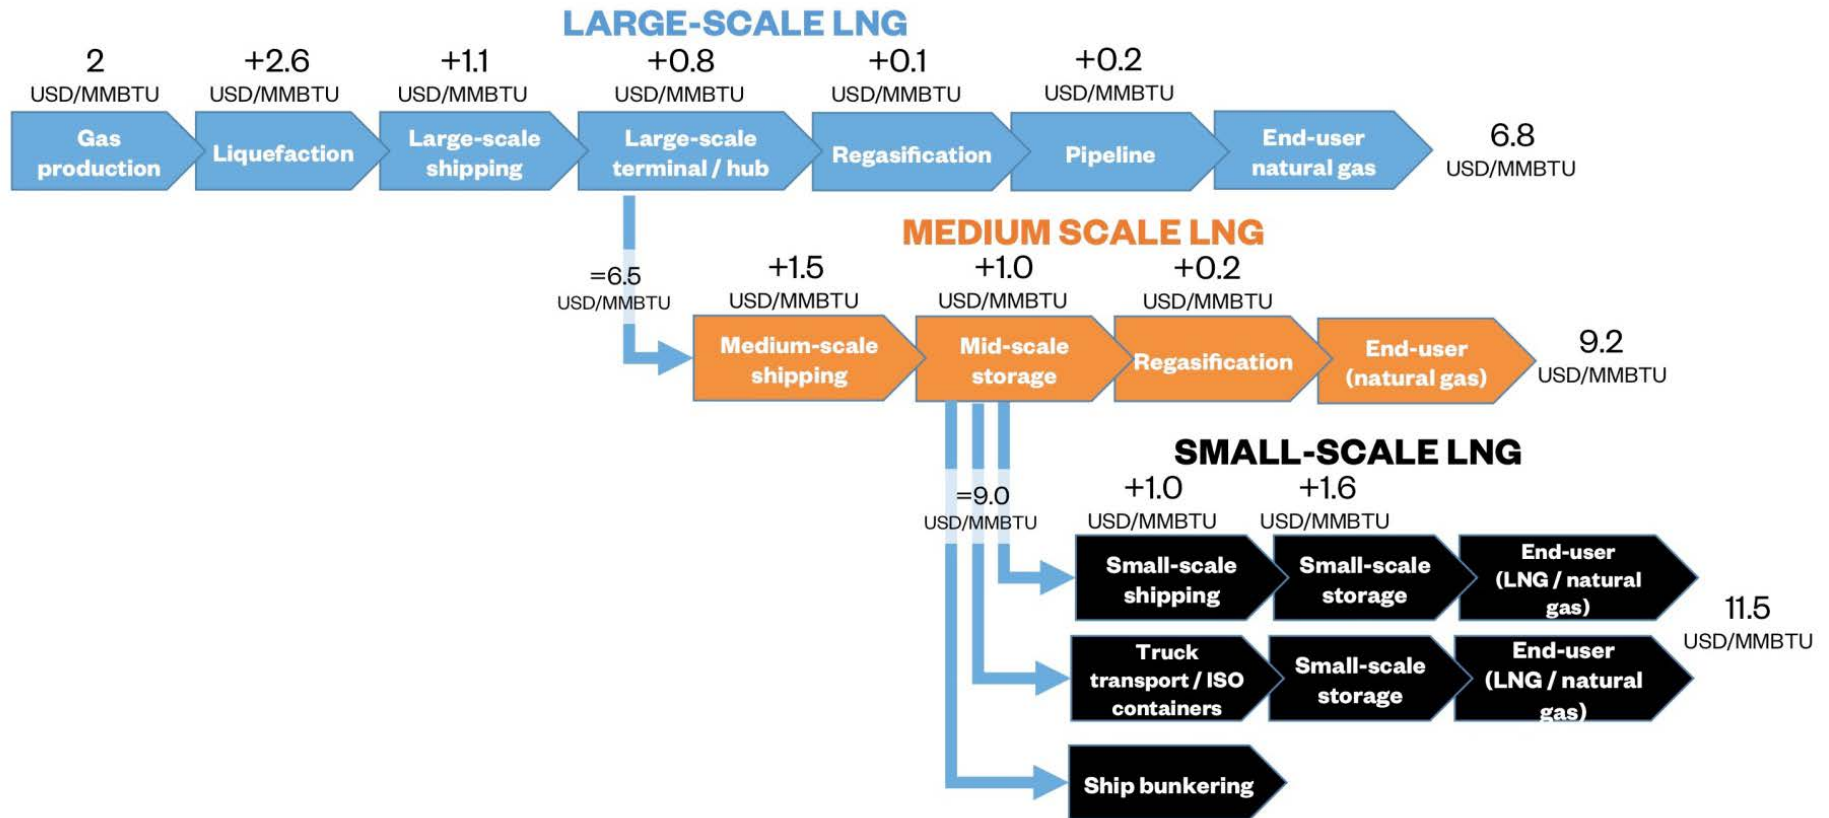 LARGE-SCALE LNG
2
USD/MMBTU
+2.6
USD/MMBTU
+1.1
USD/MMBTU
+0.8
USD/MMBTU
+0.1
USD/MMBTU
+0.2
USD/MMBTU
Gas
production
Liquefaction
Large-scale
shipping
Large-scale
terminal / hub
Regasification
Pipeline
End-user
natural gas
6.8
USD/MMBTU
=6.5
USD/MMBTU
MEDIUM SCALE LNG
+1.5
USD/MMBTU
+1.0
USD/MMBTU
+0.2
USD/MMBTU
Medium-scale
shipping
Mid-scale
storage
Regasification
End-user
(natural gas)
9.2
USD/MMBTU
=9.0
USD/MMBTU
SMALL-SCALE LNG
+1.0
USD/MMBTU
+1.6
USD/MMBTU
Small-scale
shipping
Small-scale
storage
End-user
(LNG / natural
gas)
Truck
transport / ISO
containers
Small-scale
storage
End-user
(LNG / natural
gas)
11.5
USD/MMBTU
Ship bunkering